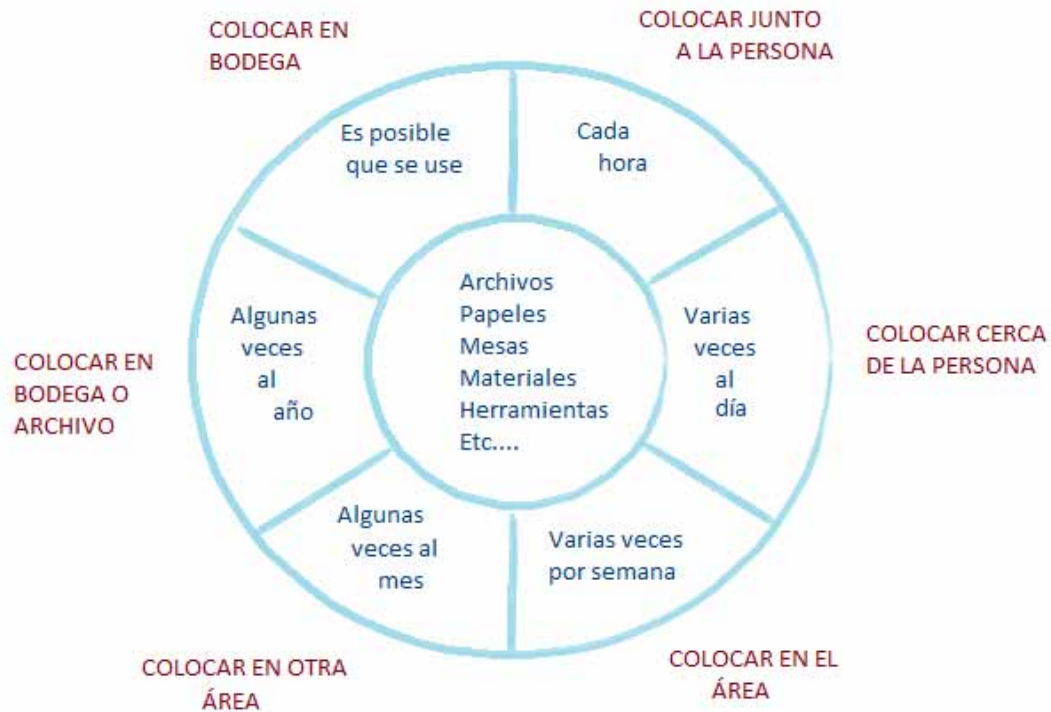 COLOCAR EN
BODEGA
COLOCAR JUNTO
A LA PERSONA
Es posible
que se use
Cada
hora
Archivos
Papeles
Mesas
Materiales
Herramientas
Etc....
Algunas
veces
al
año
Varias
veces
al
día
COLOCAR EN
BODEGA O
ARCHIVO
COLOCAR CERCA
DE LA PERSONA
Algunas
veces al
mes
Varias veces
por semana
COLOCAR EN OTRA
ÁREA
COLOCAR EN EL
ÁREA